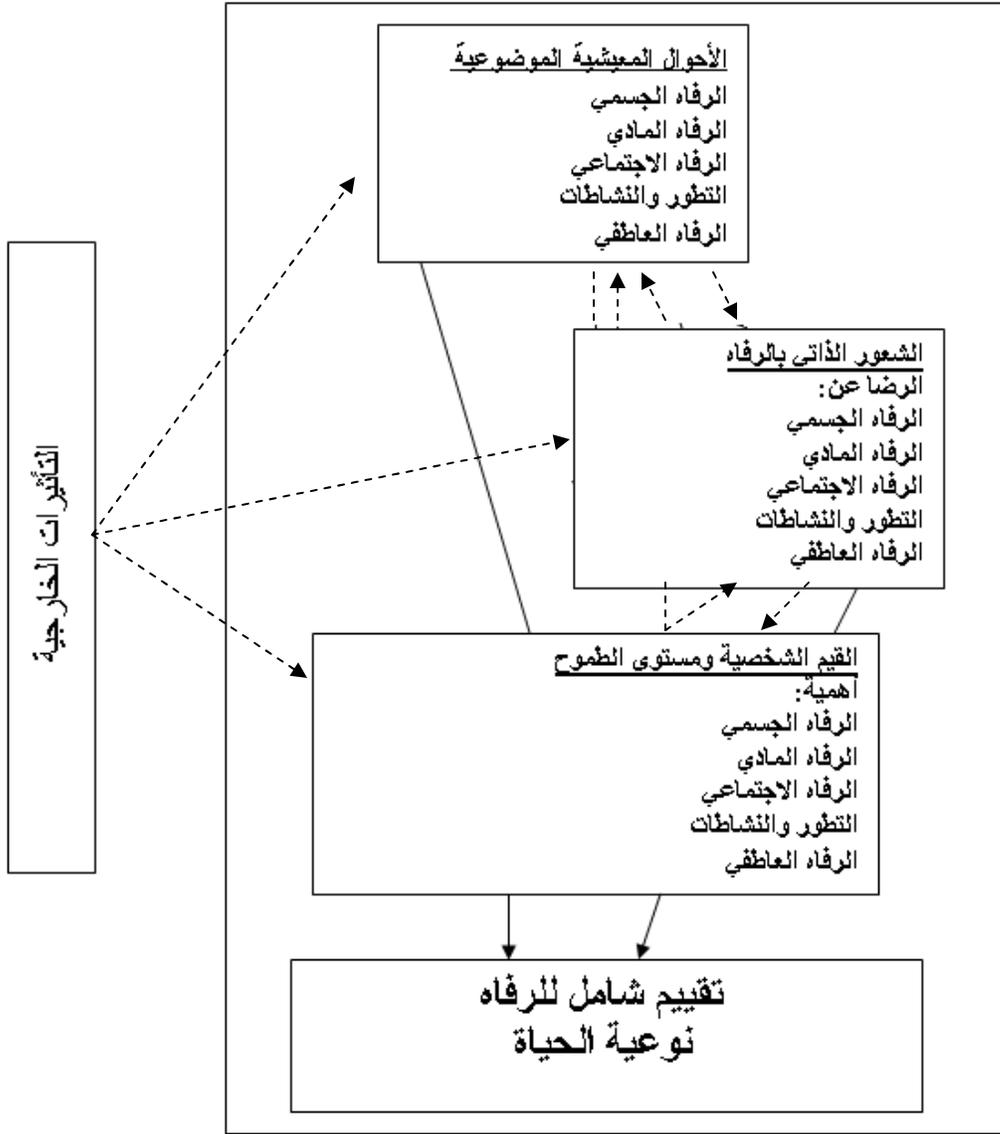 الأحوال المعيشية الموضوعية
الرفاه الجسمي
الرفاه المادي
الرفاه الاجتماعي
التطور والنشاطات
الرفاه العاطفي
الشعور الذاتي بالرفاه
الرضا عن:
الرفاه الجسمي
الرفاه المادي
الرفاه الاجتماعي
التطور والنشاطات
الرفاه العاطفي
التأثيرات الخارجية
القيم الشخصية ومستوى الطموح
اهمية:
الرفاه الجسمي
الرفاه المادي
الرفاه الاجتماعي
التطور والنشاطات
الرفاه العاطفي
تقييم شامل للرفاه
نوعية الحياة